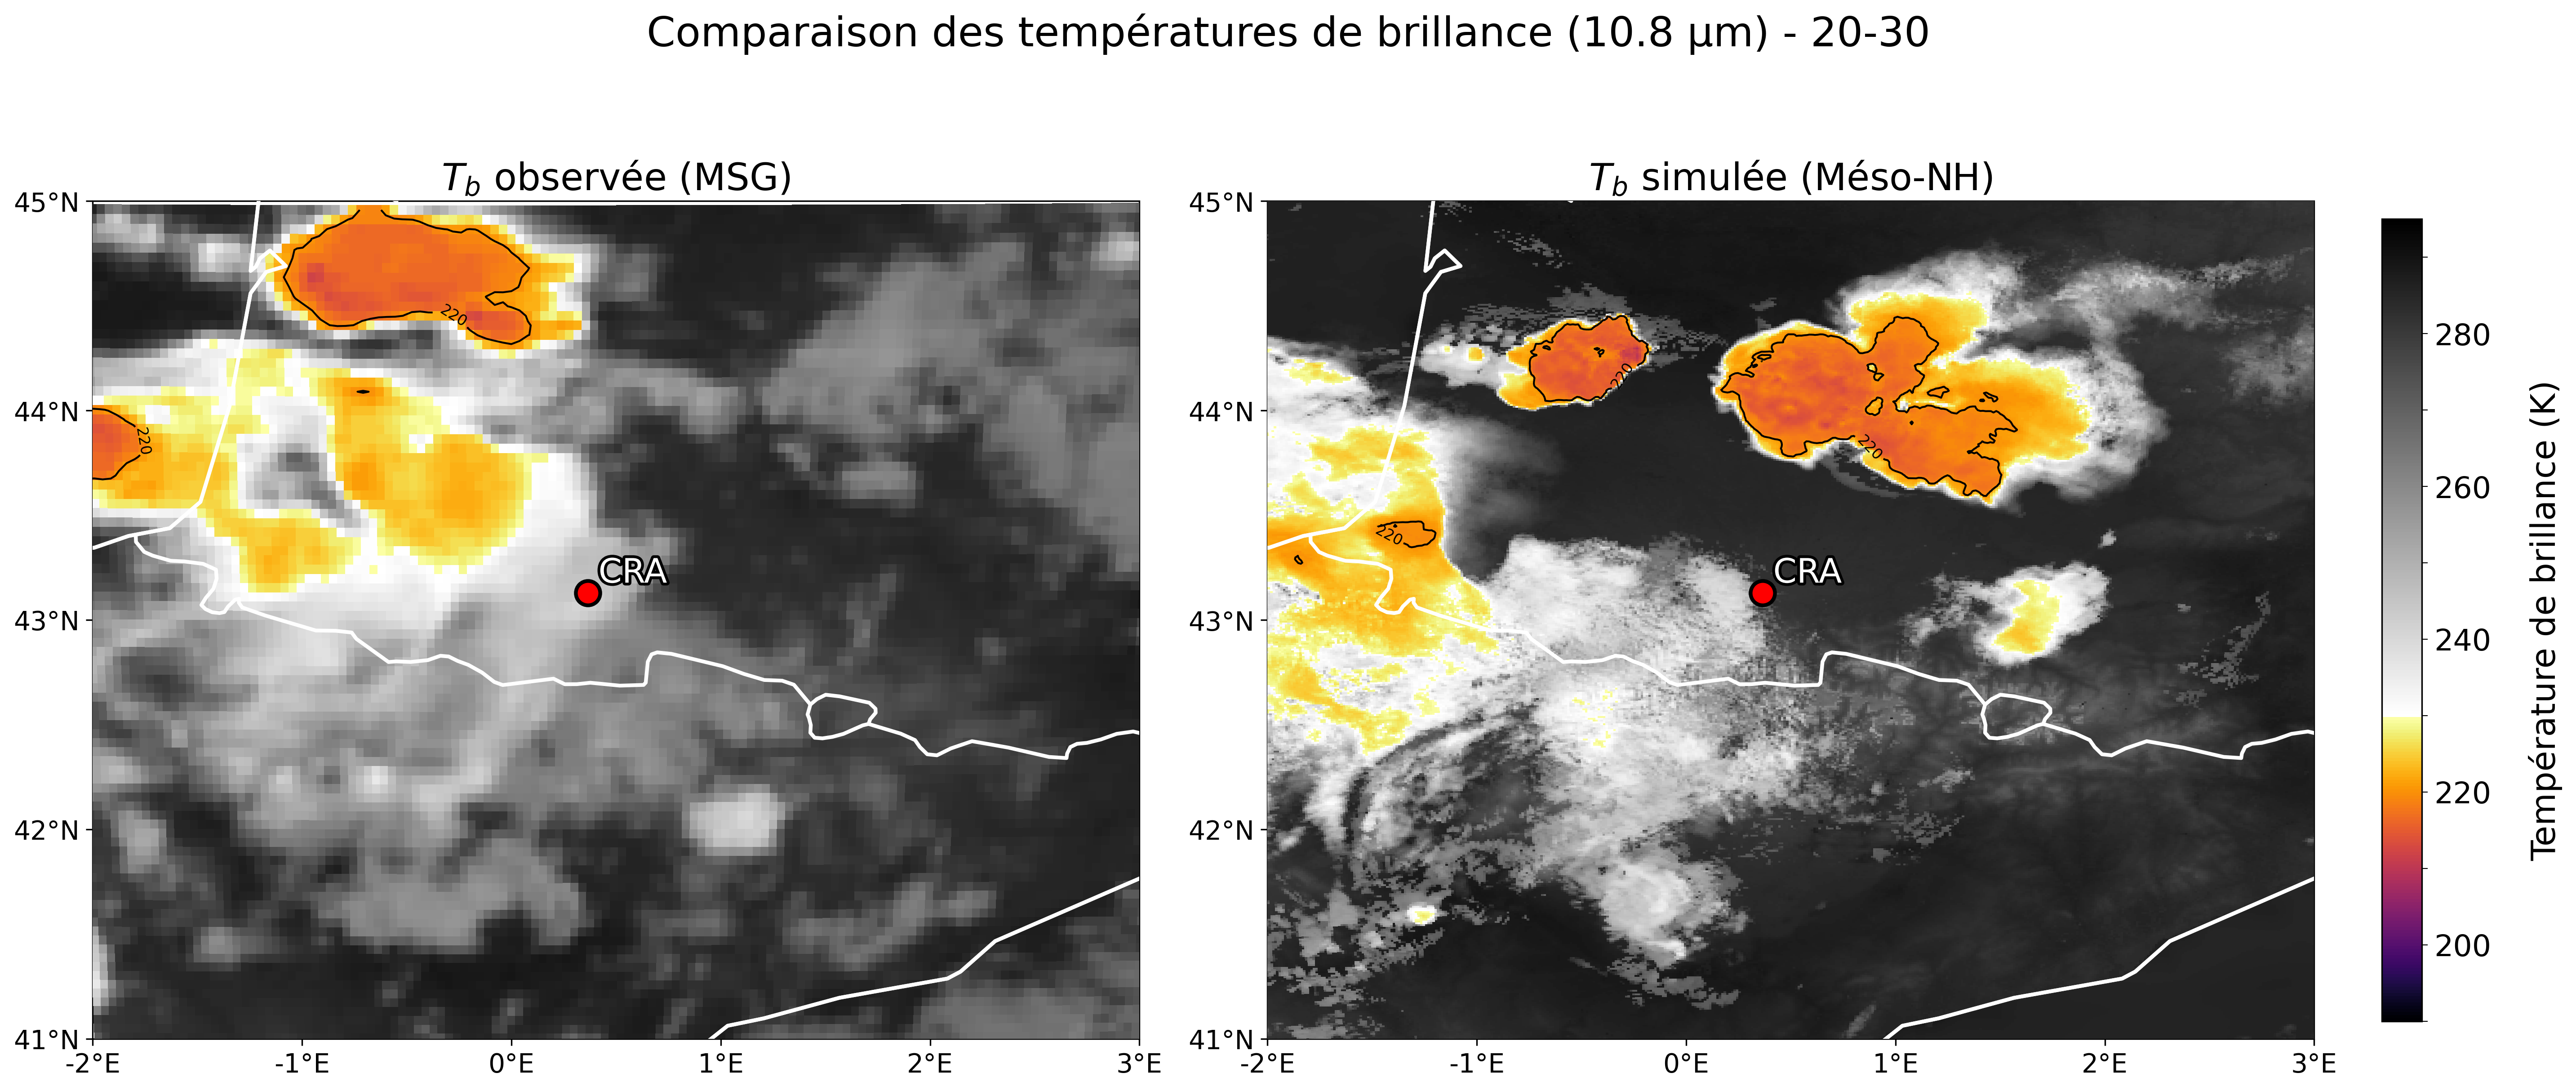 Comparaison des températures de brillance (10.8 µm) - 20-30
T_b observée (MSG)
45°N
44°N
43°N
42°N
41°N
-2°E
-1°E
0°E
1°E
2°E
3°E
220
220
CRA
T_b simulée (Méso-NH)
45°N
44°N
43°N
42°N
41°N
-2°E
-1°E
0°E
1°E
2°E
3°E
220
220
220
220
CRA
280
260
240
220
200
Température de brillance (K)